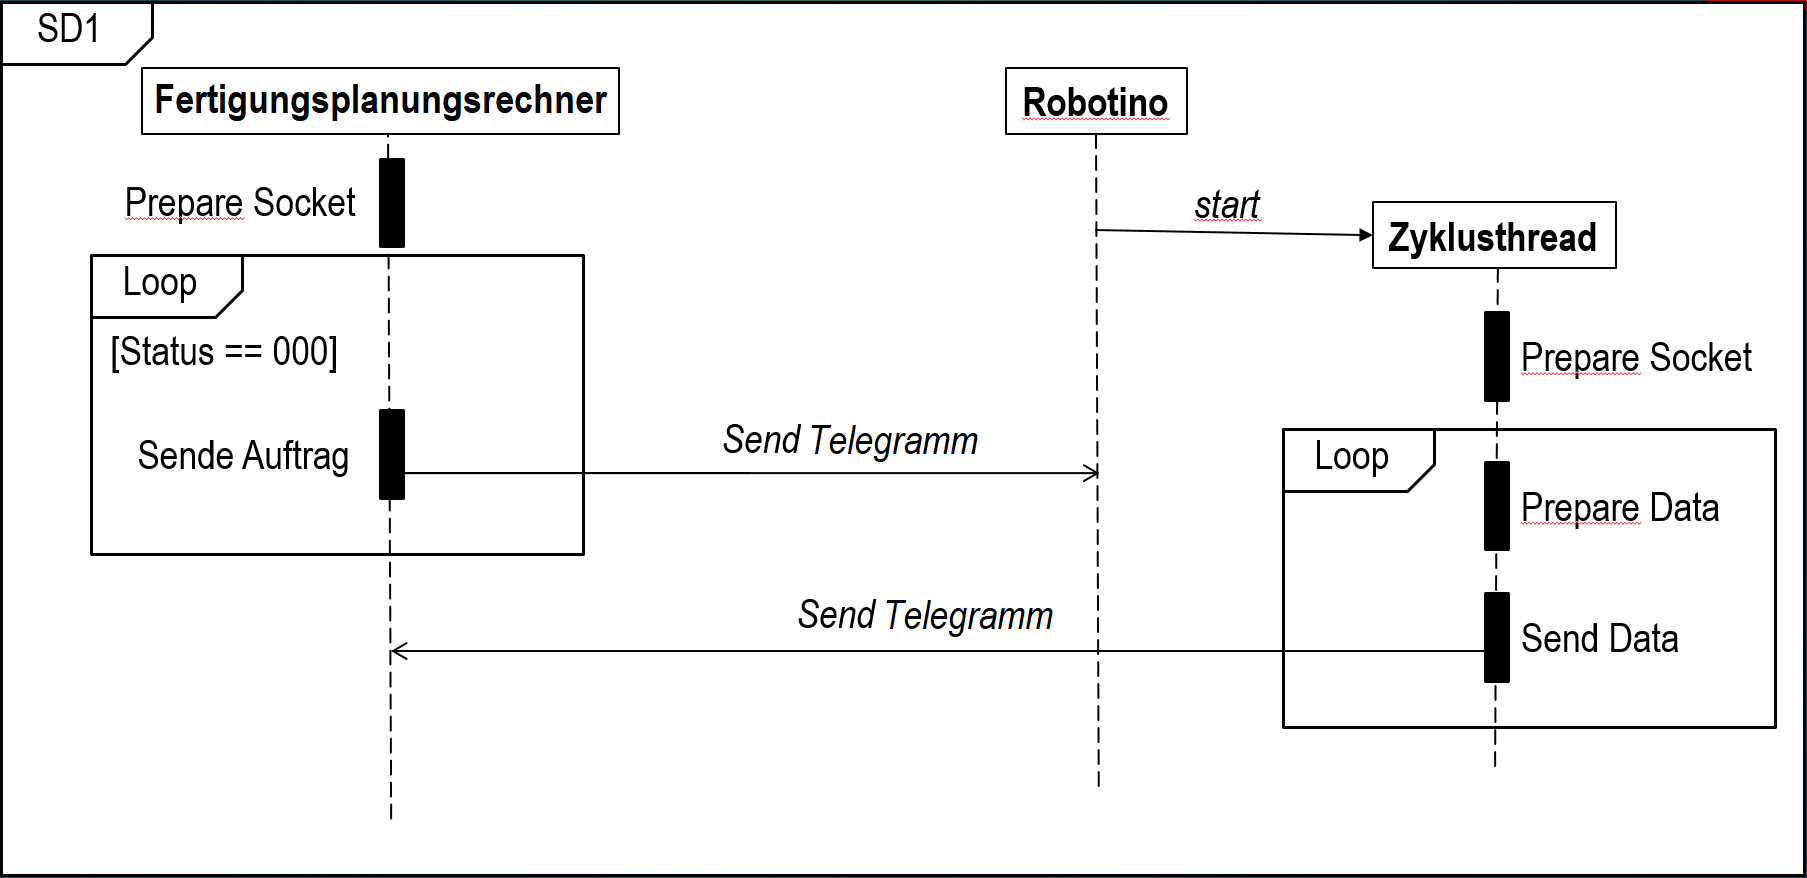 SD1
Fertigungsplanungsrechner
Robotino
Prepare Socket
start
Zyklusthread
Loop
[Status == 000]
Prepare Socket
Sende Auftrag
Send Telegramm
Loop
Prepare Data
Send Telegramm
Send Data